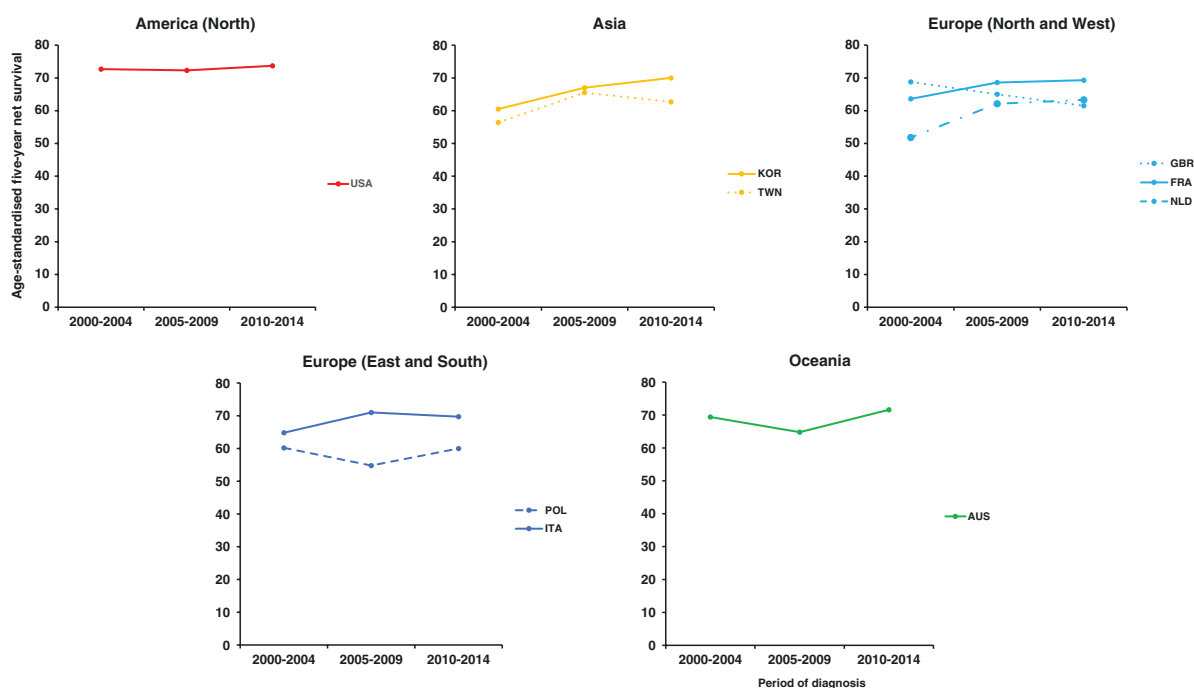 America (North)
Age-standardised five-year net survival
80
70
60
50
40
30
20
10
0
2000-2004 2005-2009 2010-2014
USA
Asia
80
70
60
50
40
30
20
10
0
2000-2004 2005-2009 2010-2014
KOR
TWN
Europe (North and West)
80
70
60
50
40
30
20
10
0
2000-2004 2005-2009 2010-2014
GBR
FRA
NLD
Europe (East and South)
80
70
60
50
40
30
20
10
0
2000-2004 2005-2009 2010-2014
POL
ITA
Oceania
80
70
60
50
40
30
20
10
0
2000-2004 2005-2009 2010-2014
Period of diagnosis
AUS